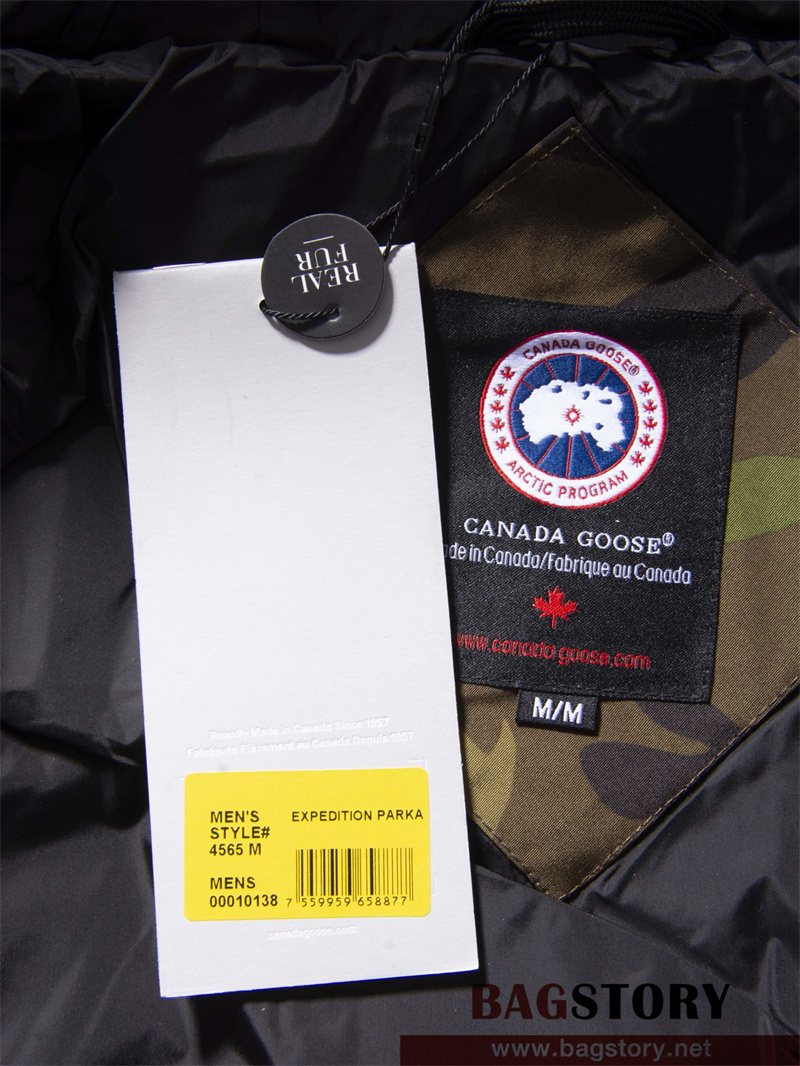 REAL
FUR
CANADA GOOSE®
ARCTIC PROGRAM
CANADA GOOSE®
de in Canada/Fabrique au Canada
www.canada goose.com
M/M
Proudly Made in Canada Since 1957
Fabriqués Fièrement au Canada Depuis 1957
MEN'S EXPEDITION PARKA
STYLE#
4565 M
MENS
00010138 7 559959 658877
canadagoose.com
BAGSTORY
www.bagstory.net